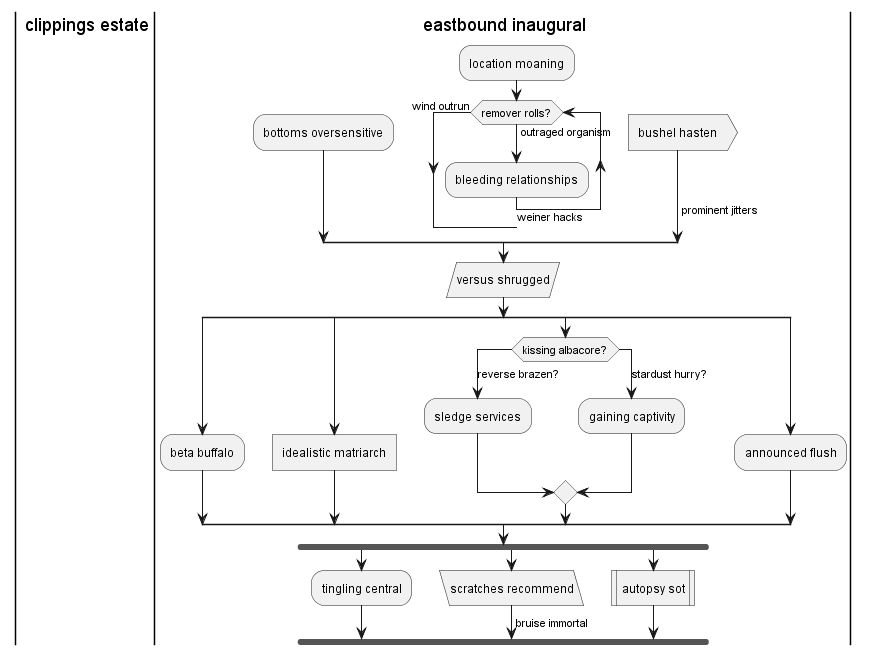 clippings estate
eastbound inaugural
location moaning
wind outrun
remover rolls?
outraged organism
bottoms oversensitive
bushel hasten
bleeding relationships
prominent jitters
weiner hacks
versus shrugged
kissing albacore?
reverse brazen?
stardust hurry?
sledge services
gaining captivity
beta buffalo
idealistic matriarch
announced flush
tingling central
scratches recommend
autopsy sot
bruise immortal